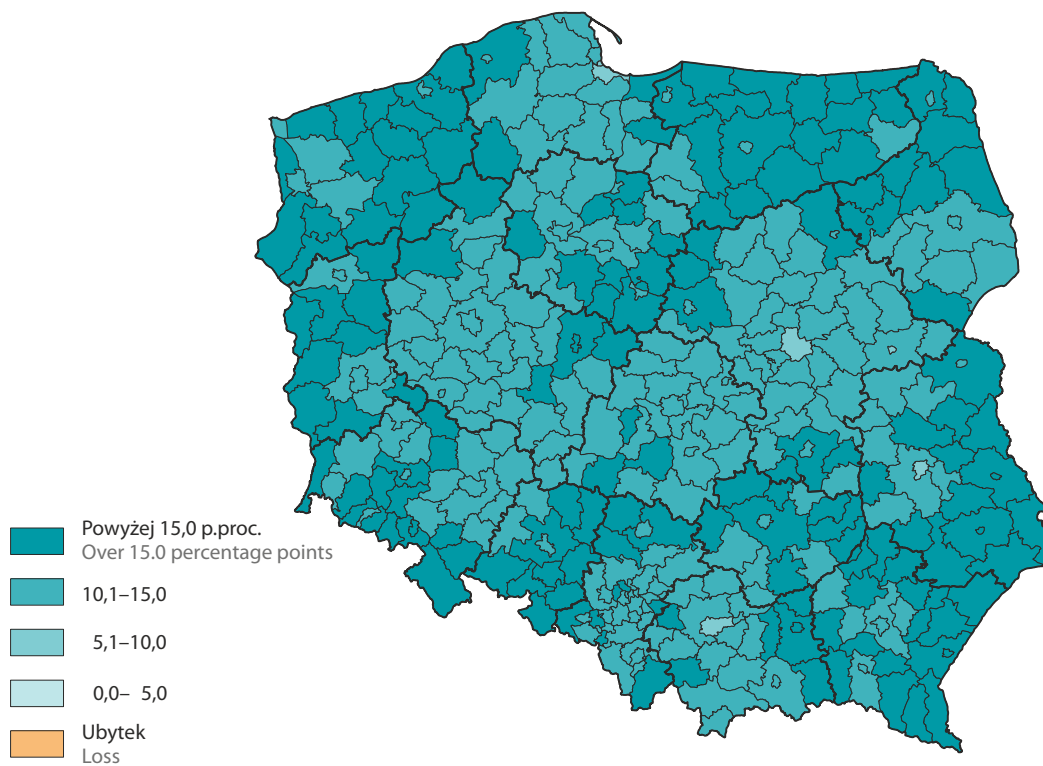 Powyżej 15,0 p.proc.
Over 15.0 percentage points
10,1–15,0
5,1–10,0
0,0– 5,0
Ubytek
Loss